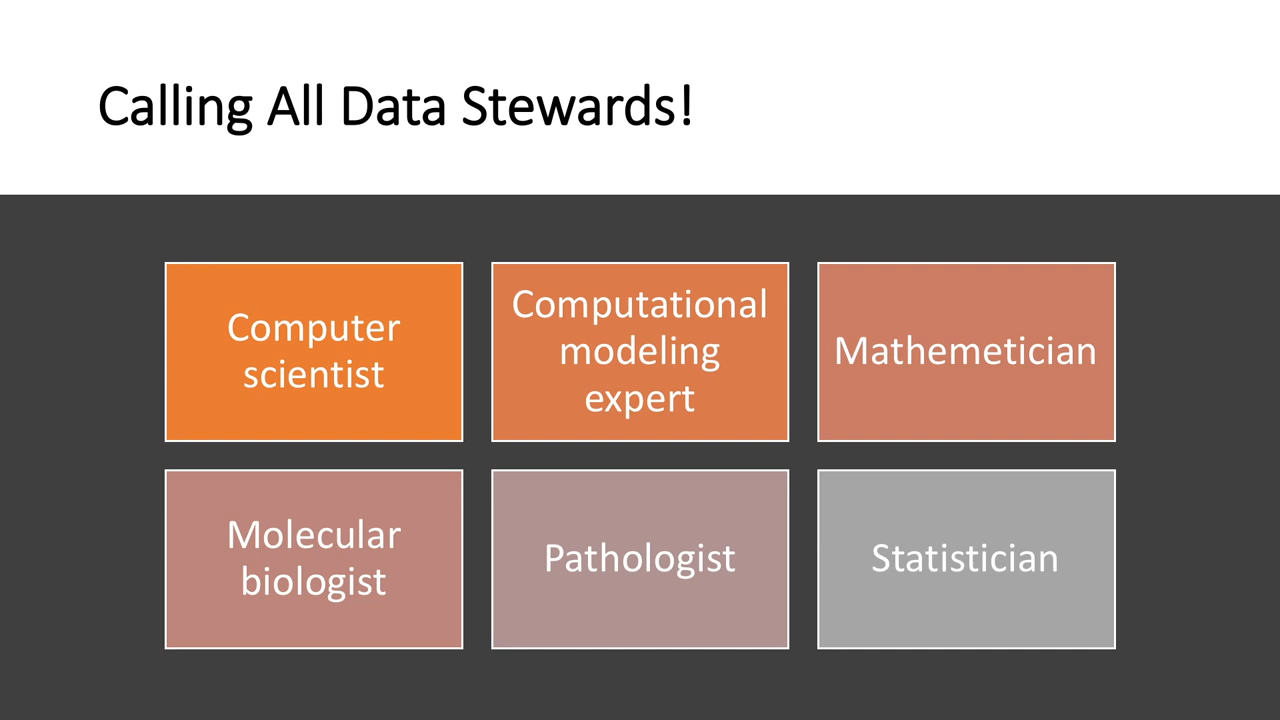 Calling All Data Stewards!
Computer
scientist
Computational
modeling
expert
Mathemetician
Molecular
biologist
Pathologist
Statistician